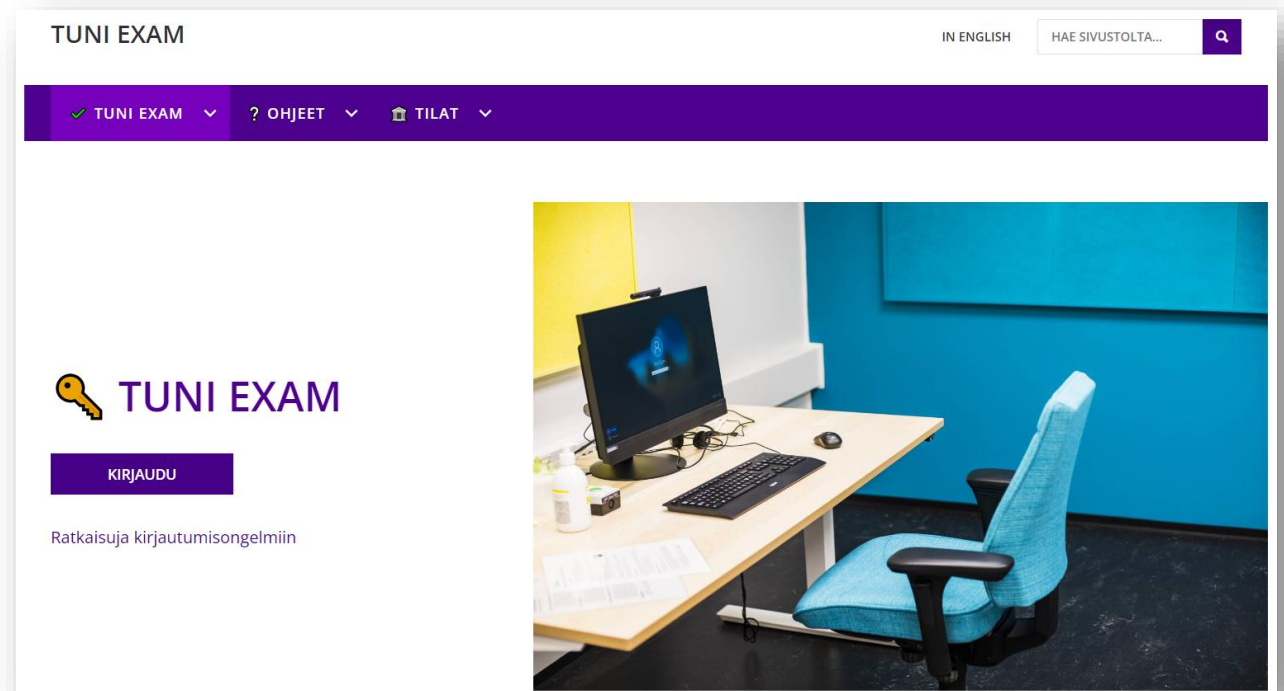 TUNI EXAM
IN ENGLISH
HAE SIVUSTOLTA...
TUNI EXAM
? OHJEET
TILAT
TUNI EXAM
KIRJAUDU
Ratkaisuja kirjautumisongelmiin